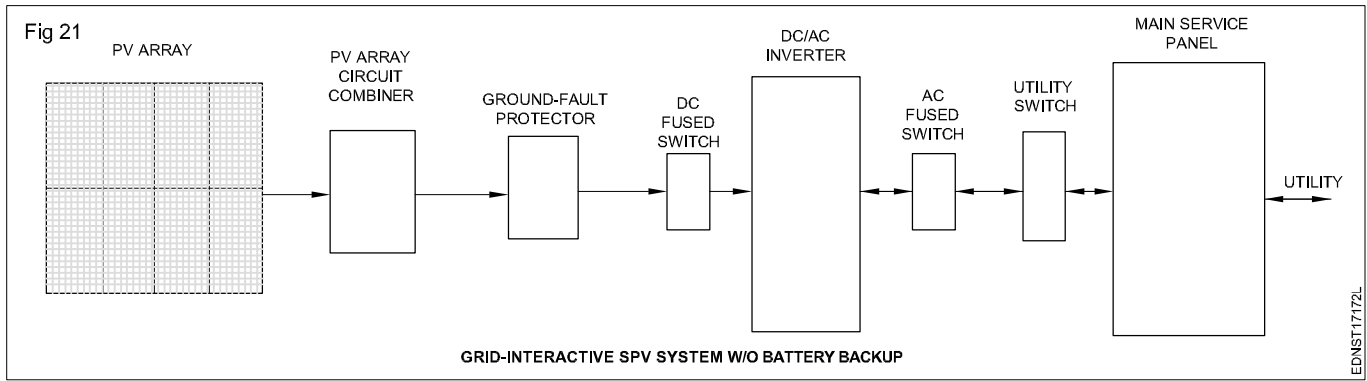 Fig 21
PV ARRAY
PV ARRAY
CIRCUIT
COMBINER
GROUND-FAULT
PROTECTOR
DC
FUSED
SWITCH
DC/AC
INVERTER
AC
FUSED
SWITCH
UTILITY
SWITCH
MAIN SERVICE
PANEL
UTILITY
GRID-INTERACTIVE SPV SYSTEM W/O BATTERY BACKUP
EDNST17172L